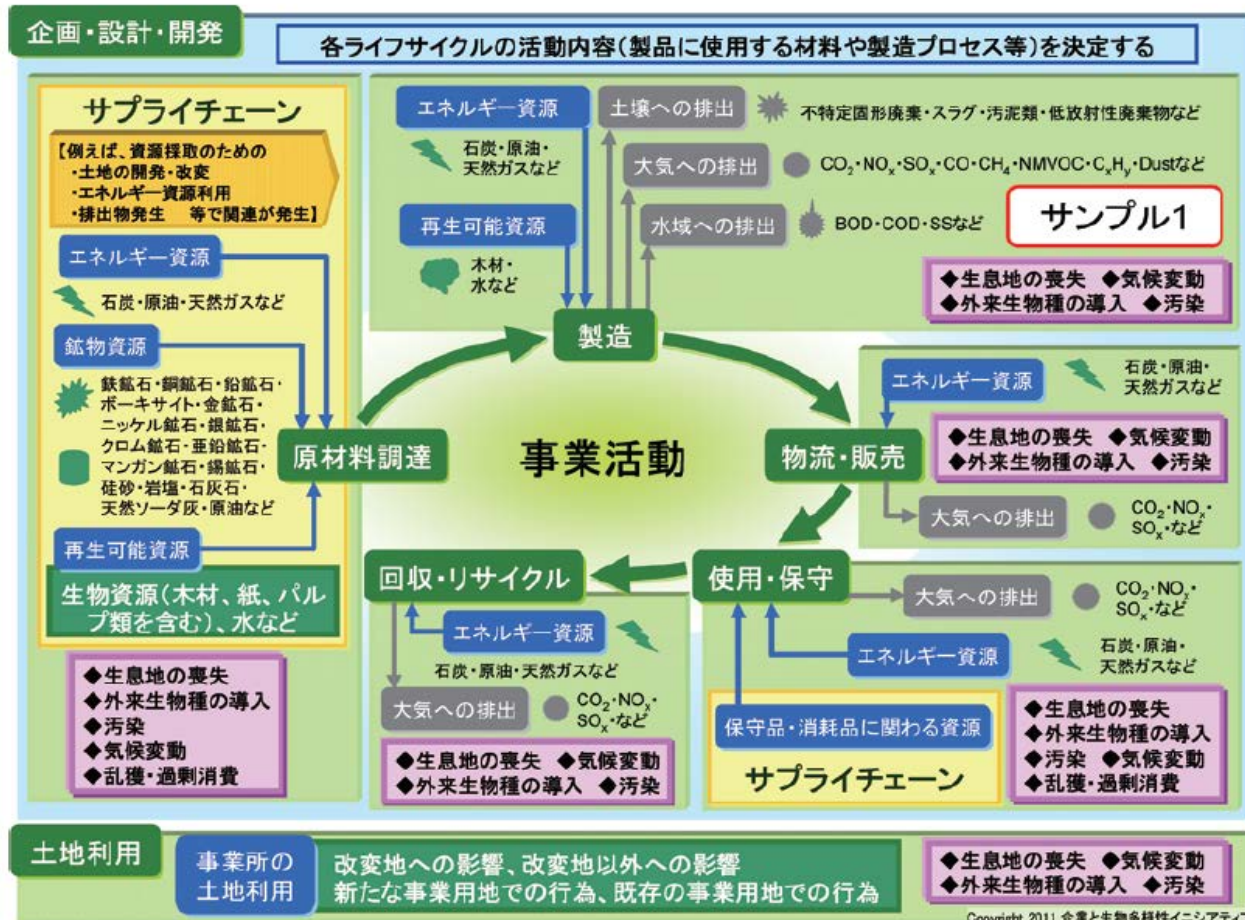 企画・設計・開発
各ライフサイクルの活動内容(製品に使用する材料や製造プロセス等)を決定する
サプライチェーン
【例えば、資源採取のための
・土地の開発・改変
・エネルギー資源利用
・排出物発生 等で関連が発生】
エネルギー資源
石炭・原油・天然ガスなど
鉱物資源
鉄鉱石・銅鉱石・鉛鉱石・
ボーキサイト・金鉱石・
ニッケル鉱石・銀鉱石・
クロム鉱石・亜鉛鉱石・
マンガン鉱石・錫鉱石・
硅砂・岩塩・石灰石・
天然ソーダ灰・原油など
再生可能資源
生物資源(木材、紙、パル
プ類を含む)、水など
◆生息地の喪失
◆外来生物種の導入
◆汚染
◆気候変動
◆乱獲・過剰消費
原材料調達
エネルギー資源
石炭・原油・
天然ガスなど
再生可能資源
木材・
水など
土壌への排出
不特定固形廃棄・スラグ・汚泥類・低放射性廃棄物など
大気への排出
CO₂・NOₓ・SOₓ・CO・CH₄・NMVOC・CₓHᵧ・Dustなど
水域への排出
BOD・COD・SSなど
サンプル1
◆生息地の喪失 ◆気候変動
◆外来生物種の導入 ◆汚染
製造
事業活動
エネルギー資源
石炭・原油・
天然ガスなど
物流・販売
◆生息地の喪失 ◆気候変動
◆外来生物種の導入 ◆汚染
大気への排出
CO₂・NOₓ・
SOₓ・など
使用・保守
大気への排出
CO₂・NOₓ・
SOₓ・など
エネルギー資源
石炭・原油・
天然ガスなど
保守品・消耗品に関わる資源
サプライチェーン
◆生息地の喪失
◆外来生物種の導入
◆汚染 ◆気候変動
◆乱獲・過剰消費
回収・リサイクル
エネルギー資源
石炭・原油・天然ガスなど
大気への排出
CO₂・NOₓ・
SOₓ・など
◆生息地の喪失 ◆気候変動
◆外来生物種の導入 ◆汚染
土地利用
事業所の
土地利用
改変地への影響、改変地以外への影響
新たな事業用地での行為、既存の事業用地での行為
◆生息地の喪失 ◆気候変動
◆外来生物種の導入 ◆汚染
Copyright 2011 企業と生物多様性イニシアティ